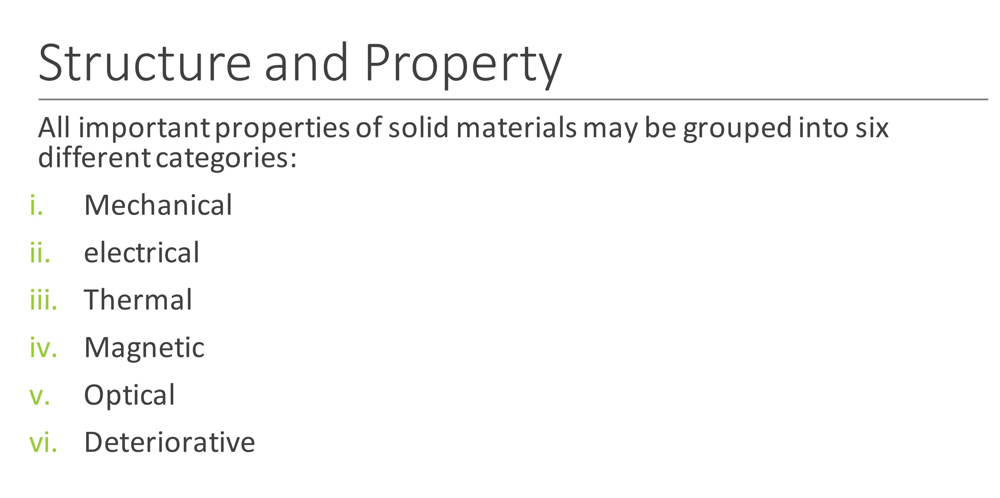 Structure and Property
All important properties of solid materials may be grouped into six
different categories:
i. Mechanical
ii. electrical
iii. Thermal
iv. Magnetic
v. Optical
vi. Deteriorative